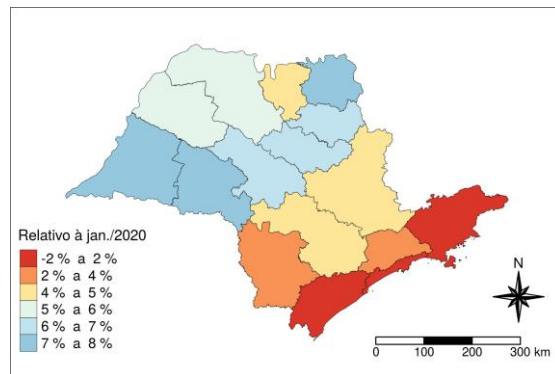 Relativo à jan./2020
-2 % a 2 %
2 % a 4 %
4 % a 5 %
5 % a 6 %
6 % a 7 %
7 % a 8 %
N
0 100 200 300 km